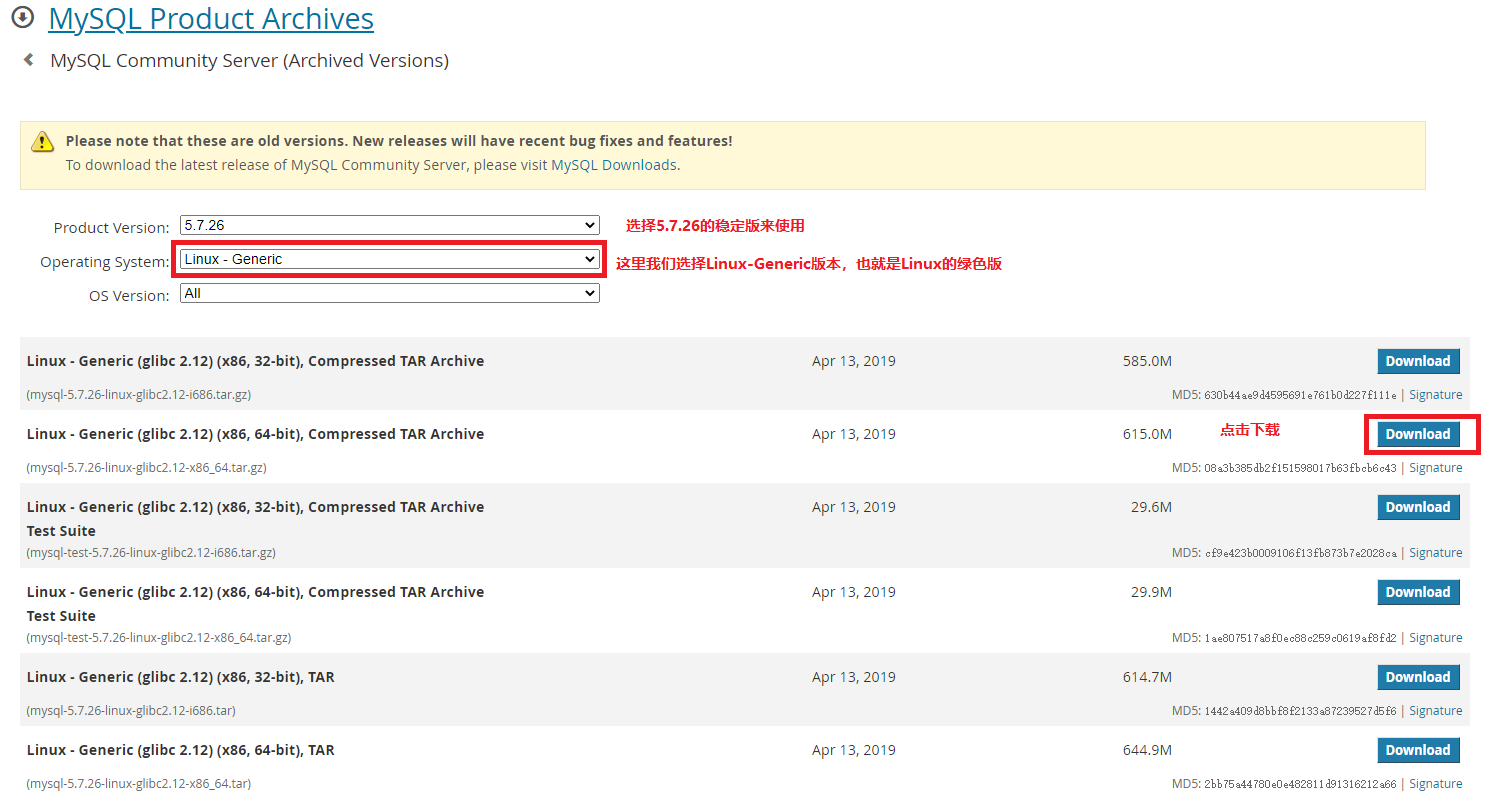 MySQL Product Archives
MySQL Community Server (Archived Versions)
Please note that these are old versions. New releases will have recent bug fixes and features!
To download the latest release of MySQL Community Server, please visit MySQL Downloads.
Product Version: 5.7.26 选择5.7.26的稳定版来使用
Operating System: Linux - Generic 这里我们选择Linux-Generic版本，也就是Linux的绿色版
OS Version: All
Linux - Generic (glibc 2.12) (x86, 32-bit), Compressed TAR Archive Apr 13, 2019 585.0M Download
(mysql-5.7.26-linux-glibc2.12-i686.tar.gz) MD5: 630b44ae9d4595691e761b0d227f111e | Signature
Linux - Generic (glibc 2.12) (x86, 64-bit), Compressed TAR Archive Apr 13, 2019 615.0M 点击下载 Download
(mysql-5.7.26-linux-glibc2.12-x86_64.tar.gz) MD5: 08a3b385db2f151598017b63fbcb6c43 | Signature
Linux - Generic (glibc 2.12) (x86, 32-bit), Compressed TAR Archive Apr 13, 2019 29.6M Download
Test Suite
(mysql-test-5.7.26-linux-glibc2.12-i686.tar.gz) MD5: cf9e423b0009106f13fb873b7e2028ca | Signature
Linux - Generic (glibc 2.12) (x86, 64-bit), Compressed TAR Archive Apr 13, 2019 29.9M Download
Test Suite
(mysql-test-5.7.26-linux-glibc2.12-x86_64.tar.gz) MD5: 1ae807517a8f0ec88c259c0619af8fd2 | Signature
Linux - Generic (glibc 2.12) (x86, 32-bit), TAR Apr 13, 2019 614.7M Download
(mysql-5.7.26-linux-glibc2.12-i686.tar) MD5: 1442a409d8bbf8f2133a87239527d5f6 | Signature
Linux - Generic (glibc 2.12) (x86, 64-bit), TAR Apr 13, 2019 644.9M Download
(mysql-5.7.26-linux-glibc2.12-x86_64.tar) MD5: 2bb75a44780e0e482811d91316212a66 | Signature